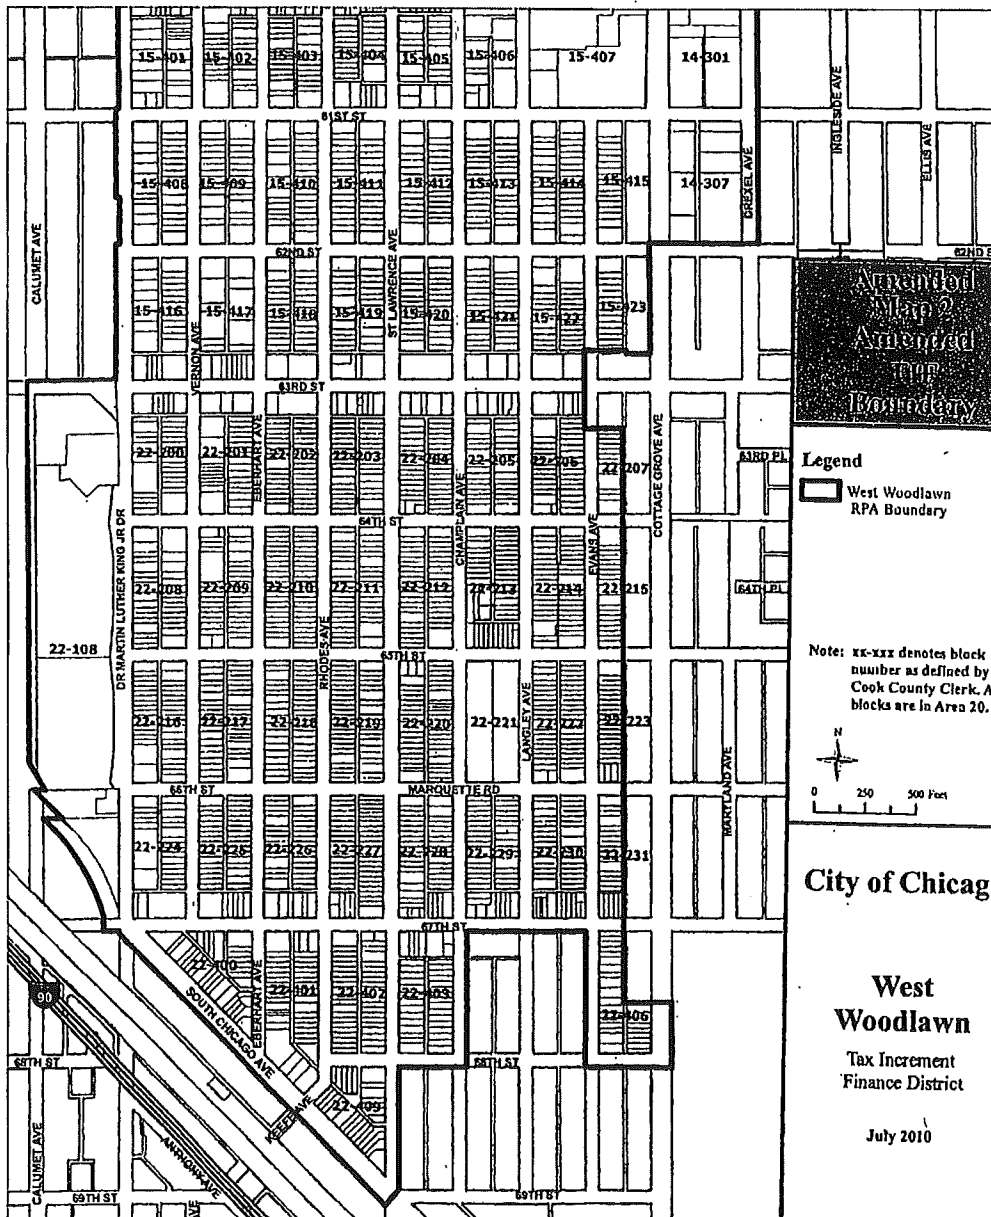 15-401
15-402
15-403
15-404
15-405
15-406
15-407
14-301
61ST ST
15-408
15-409
15-410
15-411
15-412
15-413
15-414
15-415
14-307
DREXEL AVE
INGLESIDE AVE
ELLIS AVE
CALUMET AVE
62ND ST
62ND S
ST LAWRENCE AVE
15-416
15-417
15-418
15-419
15-420
15-421
15-422
15-423
VERNON AVE
63RD ST
22-200
22-201
EBERHART AVE
22-202
22-203
22-204
22-205
22-206
22-207
COTTAGE GROVE AVE
63RD PL
CHAMPLAIN AVE
64TH ST
DR MARTIN LUTHER KING JR DR
22-208
22-209
22-210
22-211
22-212
22-213
22-214
EVANS AVE
22-215
64TH PL
22-108
RHODES AVE
65TH ST
22-216
22-217
22-218
22-219
22-220
22-221
LANGLEY AVE
22-222
22-223
MARYLAND AVE
66TH ST
MARQUETTE RD
22-224
22-225
22-226
22-227
22-228
22-229
22-230
22-231
67TH ST
22-400
EBERHART AVE
22-401
22-402
22-403
22-406
90
SOUTH CHICAGO AVE
68TH ST
68TH ST
22-409
KEEFE AVE
CALUMET AVE
ANTHONY AVE
69TH ST
AVE
69TH ST
Amended
Map 2
Amended
TIF
Boundary
Legend
West Woodlawn
RPA Boundary
Note: xx-xxx denotes block
number as defined by
Cook County Clerk. A
blocks are in Area 20.
N
0 250 500 Feet
City of Chicag
West
Woodlawn
Tax Increment
Finance District
July 2010